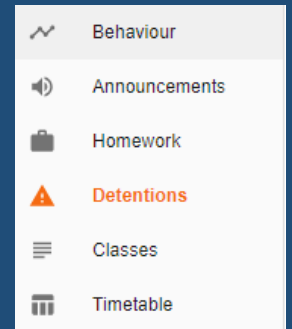 Behaviour
Announcements
Homework
Detentions
Classes
Timetable